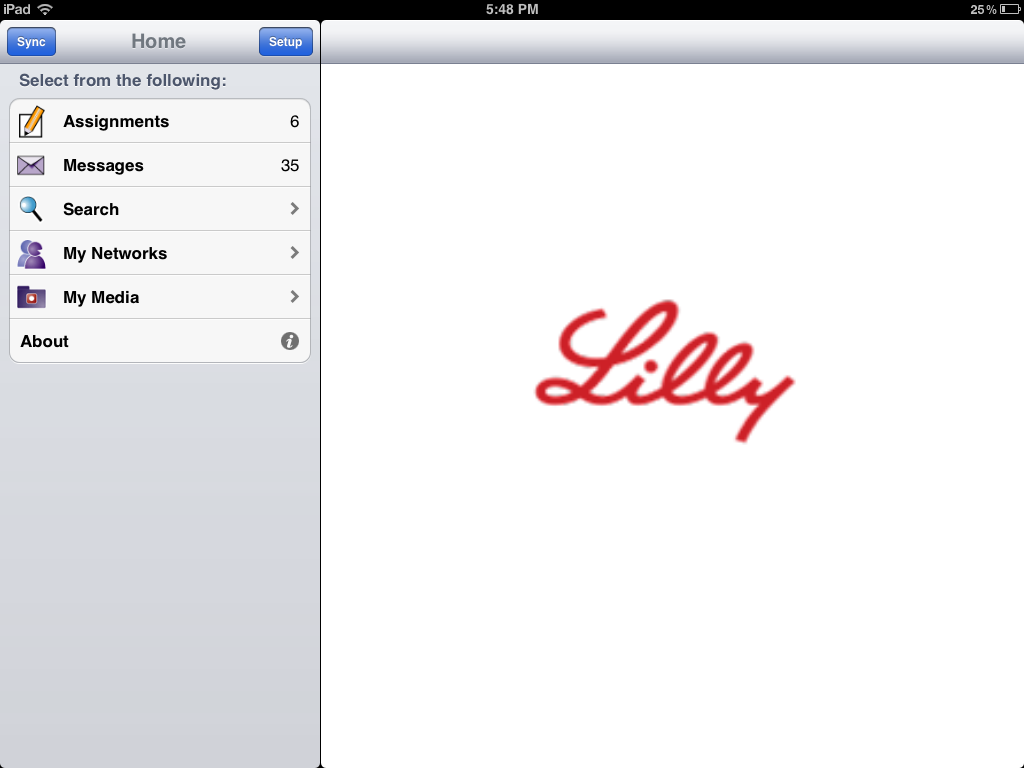 iPad 5:48 PM 25%
Sync Home Setup
Select from the following:
Assignments 6
Messages 35
Search
My Networks
My Media
About
Lilly